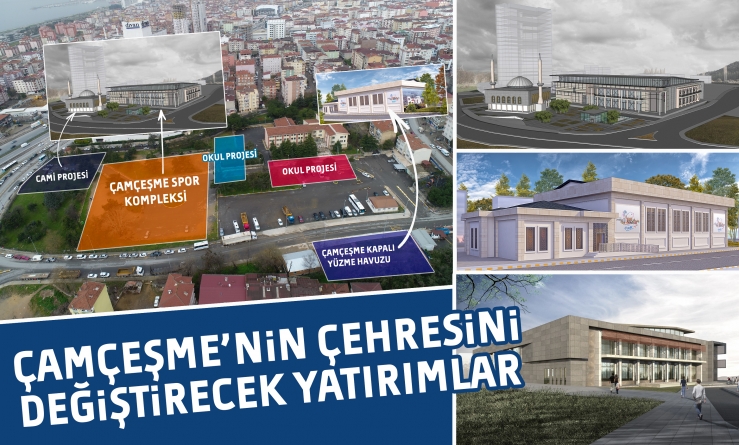 OKUL PROJESİ
CAMİ PROJESİ
ÇAMÇEŞME SPOR
KOMPLEKSİ
OKUL PROJESİ
ÇAMÇEŞME KAPALI
YÜZME HAVUZU
ÇAMÇEŞME’NİN ÇEHRESİNİ
DEĞİŞTİRECEK YATIRIMLAR